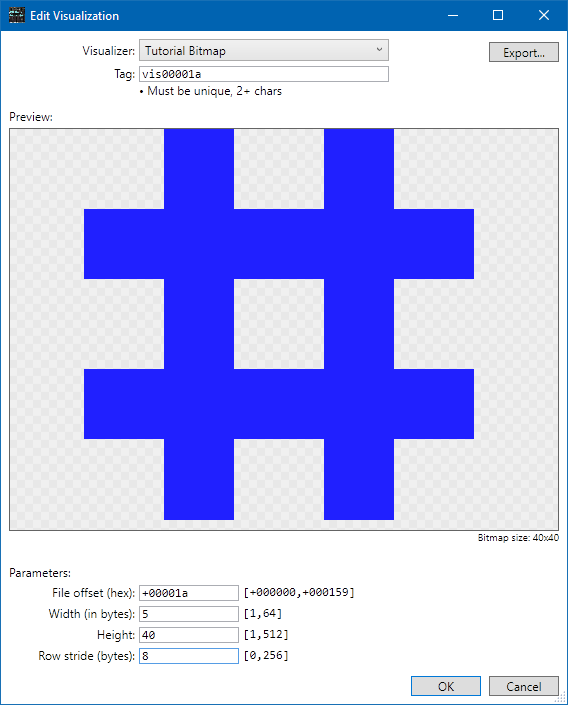 Edit Visualization
Visualizer: Tutorial Bitmap
Export...
Tag: vis00001a
• Must be unique, 2+ chars
Preview:
Bitmap size: 40x40
Parameters:
File offset (hex): +00001a [+000000,+000159]
Width (in bytes): 5 [1,64]
Height: 40 [1,512]
Row stride (bytes): 8 [0,256]
OK Cancel